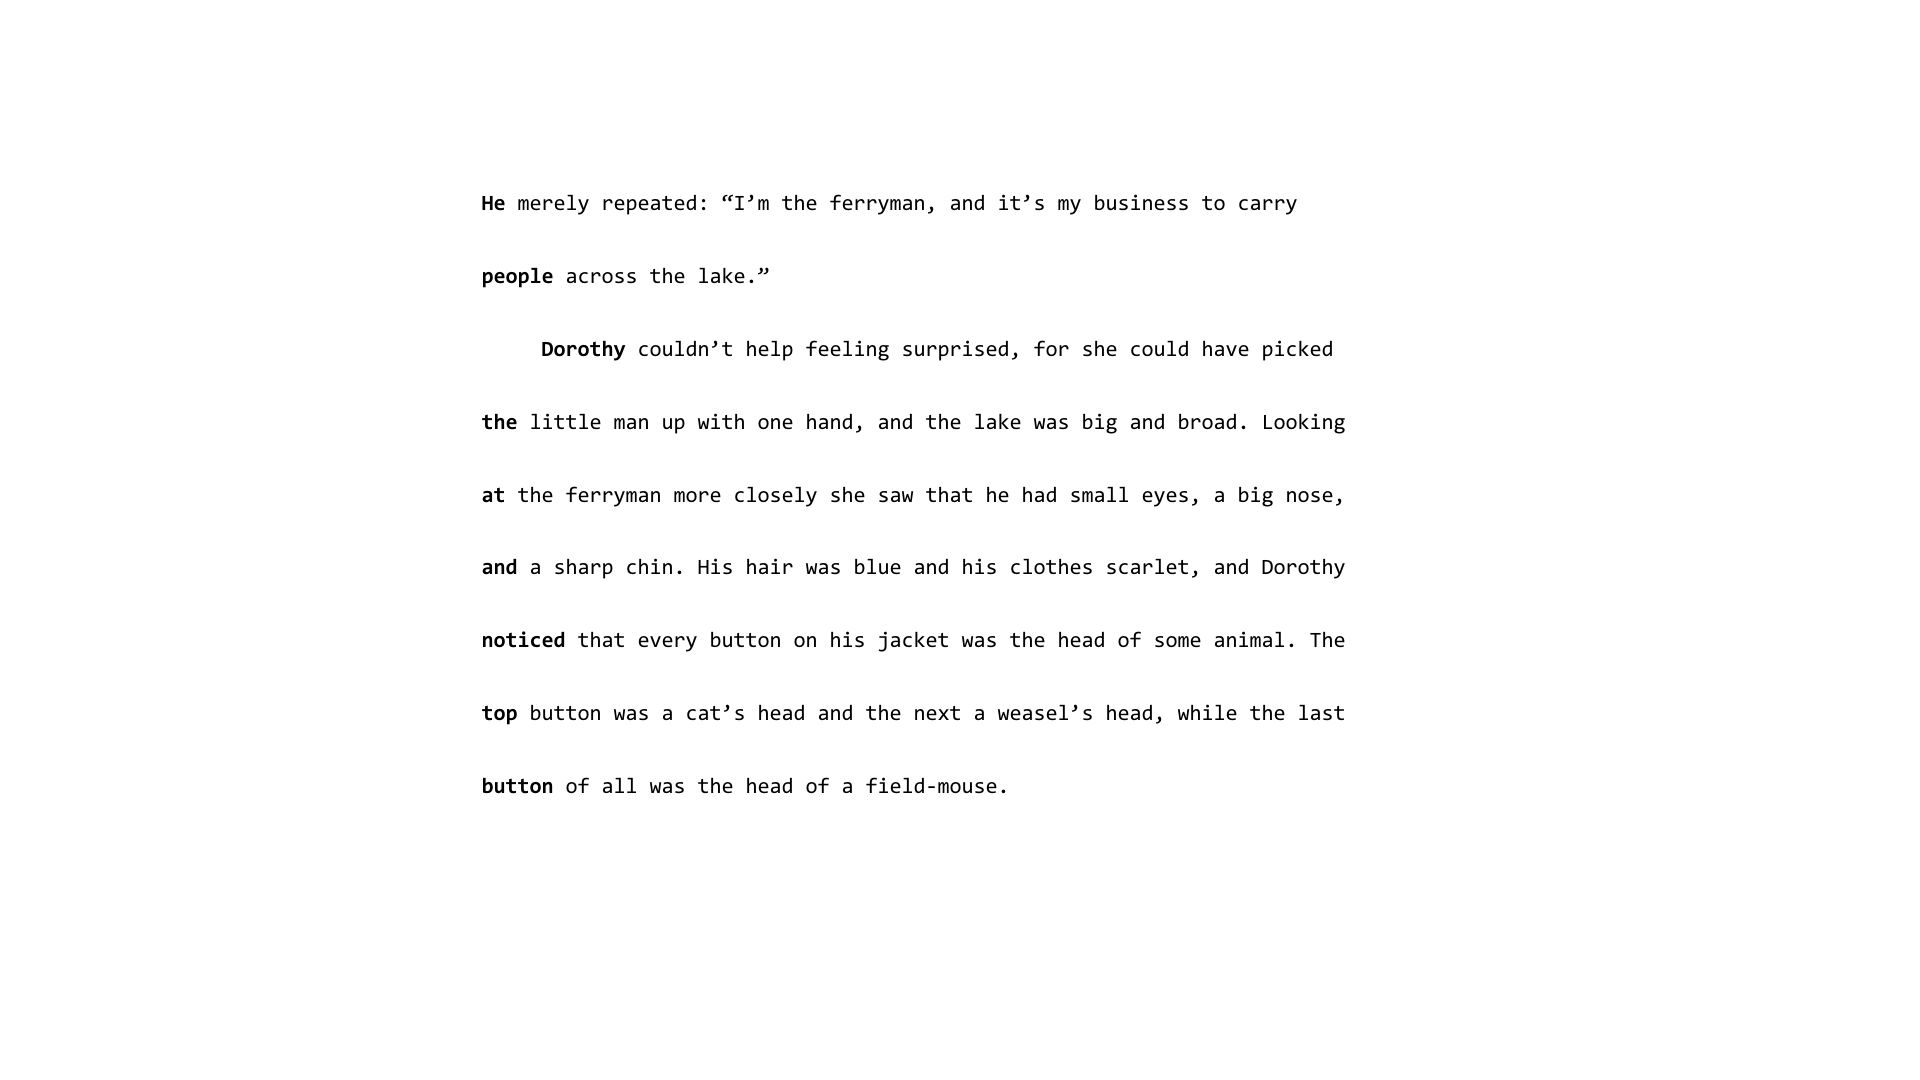 He merely repeated: “I’m the ferryman, and it’s my business to carry
people across the lake.”
Dorothy couldn’t help feeling surprised, for she could have picked
the little man up with one hand, and the lake was big and broad. Looking
at the ferryman more closely she saw that he had small eyes, a big nose,
and a sharp chin. His hair was blue and his clothes scarlet, and Dorothy
noticed that every button on his jacket was the head of some animal. The
top button was a cat’s head and the next a weasel’s head, while the last
button of all was the head of a field-mouse.